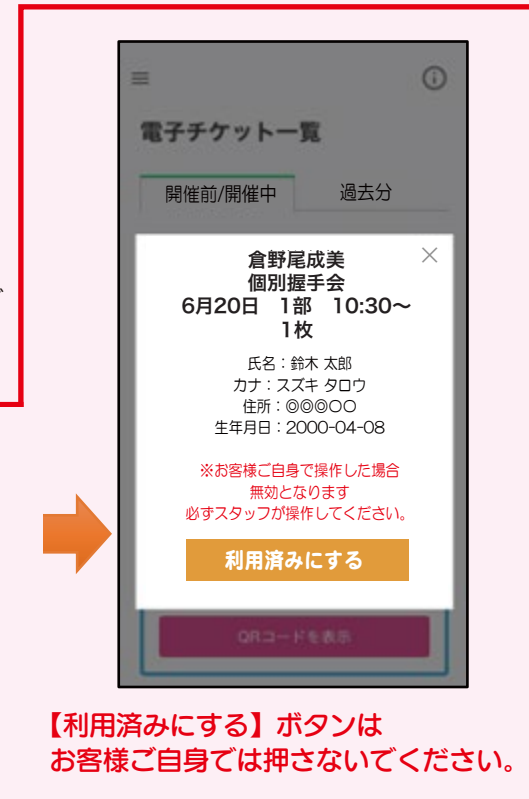 電子チケット一覧
開催前/開催中 過去分
倉野尾成美
個別握手会
6月20日 1部 10:30〜
1枚
氏名：鈴木 太郎
カナ：スズキ タロウ
住所：◎◎◎〇〇
生年月日：2000-04-08
※お客様ご自身で操作した場合
無効となります
必ずスタッフが操作してください。
利用済みにする
QRコードを表示
【利用済みにする】ボタンは
お客様ご自身では押さないでください。